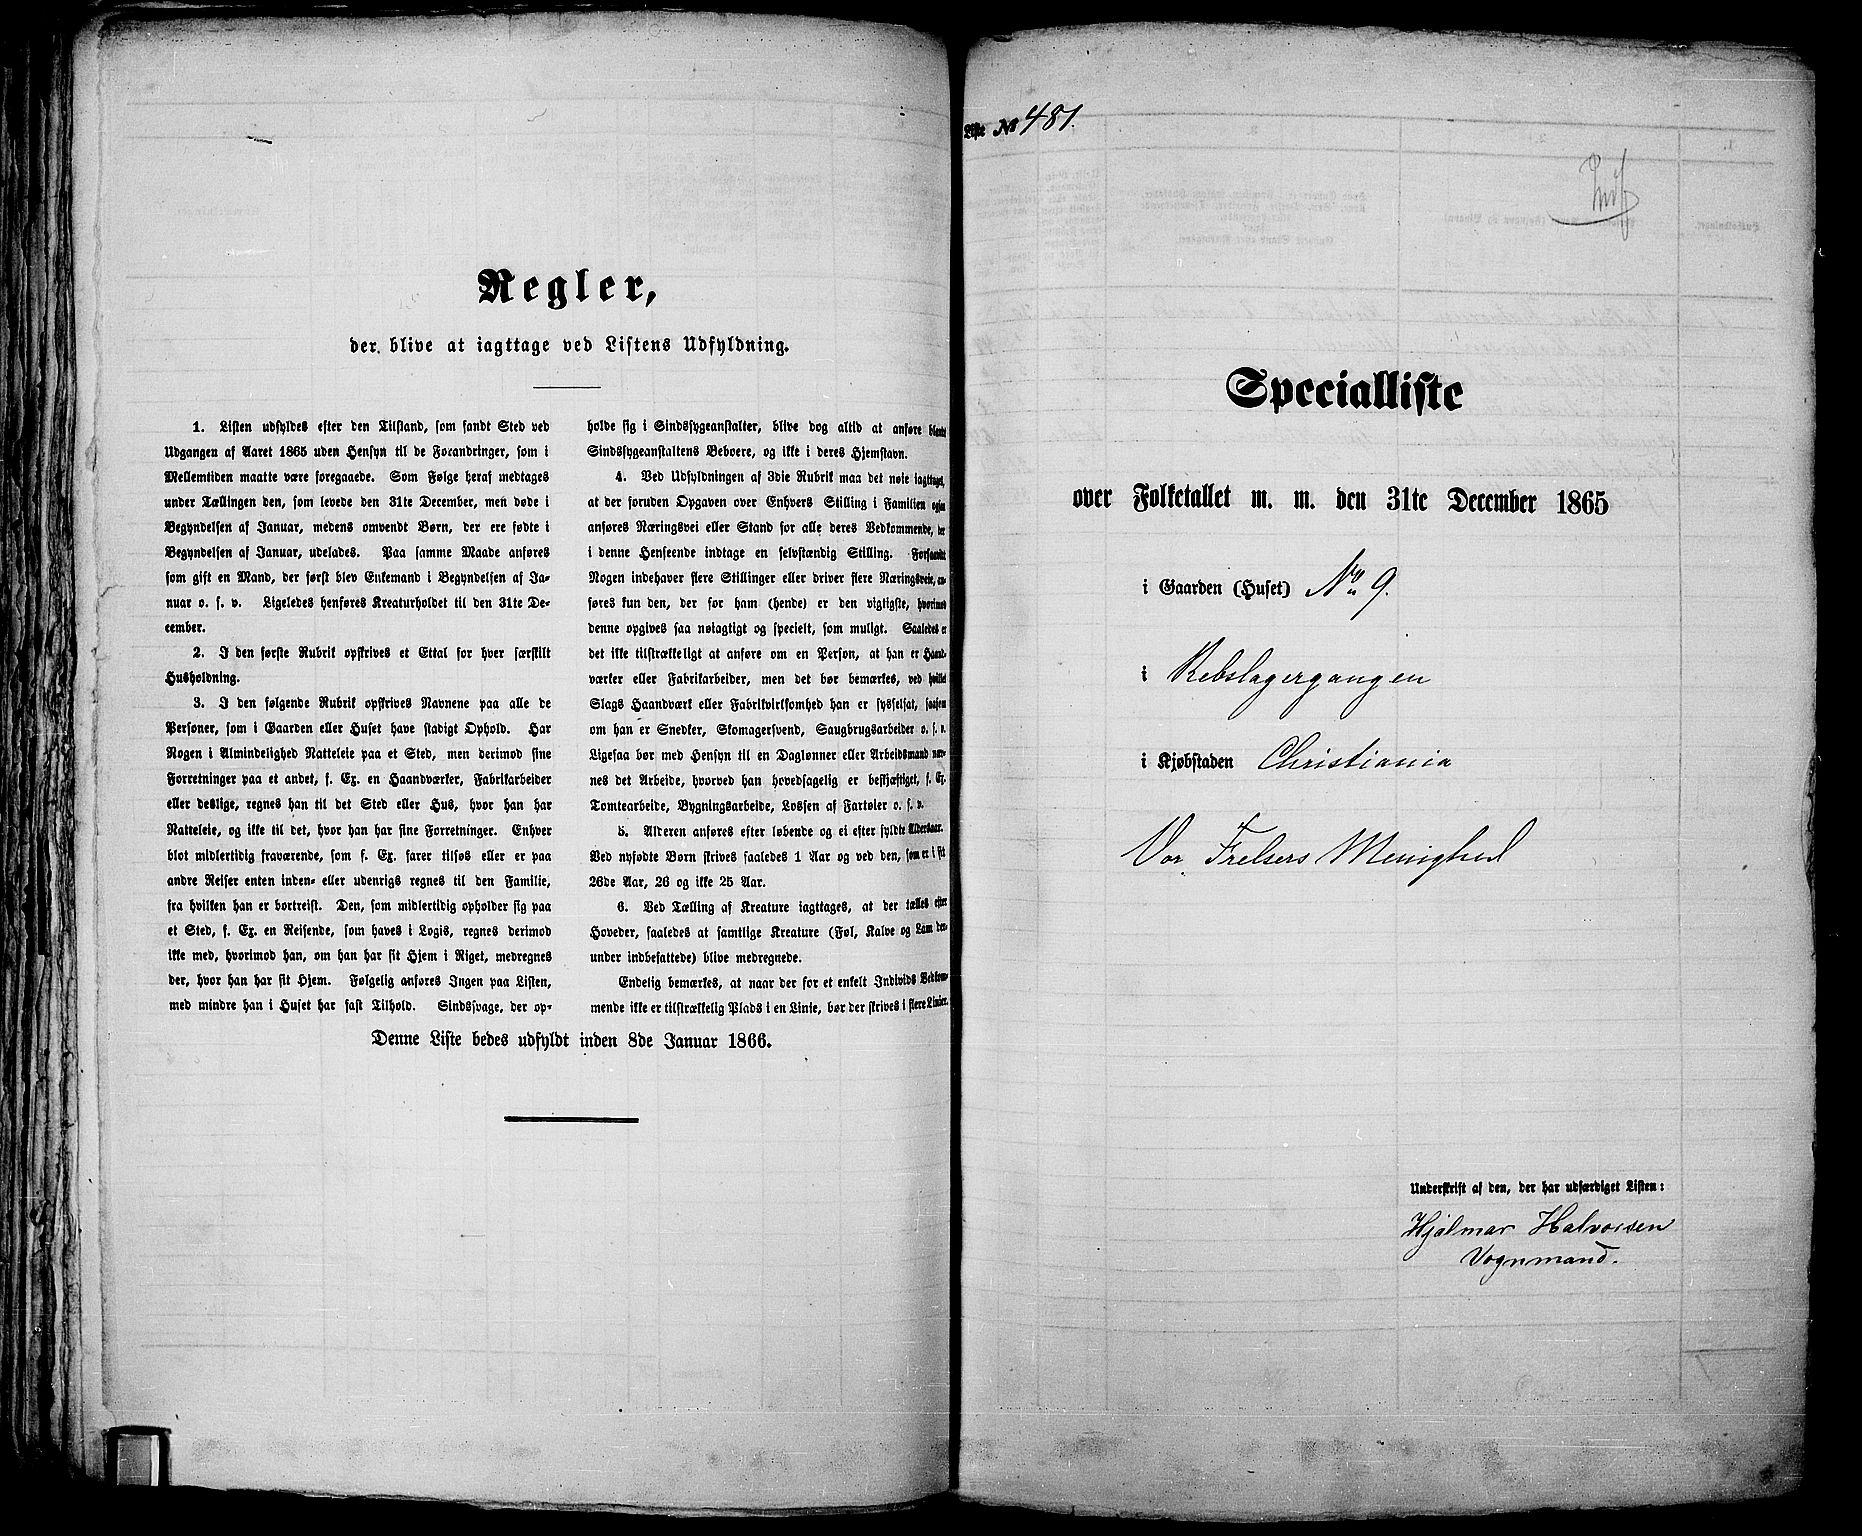 Regler,
der blive at iagttage ved Listens Udfyldning.
1. Listen udfyldes efter den Tilstand, som fandt Sted ved
Udgangen af Aaret 1865 uden Hensyn til de Forandringer, som i
Mellemtiden maatte være foregaaede. Som Følge heraf medtages
under Tællingen den, som levede den 31te December, men døde i
Begyndelsen af Januar, medens omvendt Børn, der ere fødte i
Begyndelsen af Januar, udelades. Paa samme Maade anføres
som gift en Mand, der først blev Enkemand i Begyndelsen af Ja-
nuar o. s. v. Ligeledes henføres Kreaturholdet til den 31te De-
cember.
2. I den første Rubrik opskrives et Ettal for hver særskilt
Husholdning.
3. I den følgende Rubrik opskrives Navnene paa alle de
Personer, som i Gaarden eller Huset have stadigt Ophold. Har
Nogen i Almindelighed Natteleie paa et Sted, men derimod sine
Forretninger paa et andet, f. Ex. en Haandværker, Fabrikarbeider
eller deslige, regnes han til det Sted eller Hus, hvor han har
Natteleie, og ikke til det, hvor han har sine Forretninger. Enhver
blot midlertidig fraværende, som f. Ex. farer tilsøs eller er paa
andre Reiser enten inden- eller udenrigs regnes til den Familie,
fra hvilken han er bortreist. Den, som midlertidig opholder sig paa
et Sted, f. Ex. en Reisende, som haves i Logis, regnes derimod
ikke med, hvorimod han, om han har sit Hjem i Riget, medregnes
der, hvor han har sit Hjem. Følgelig anføres Ingen paa Listen,
med mindre han i Huset har fast Tilhold. Sindssvage, der op-
holde sig i Sindssygeanstalter, blive dog altid at anføre blandt
Sindssygeanstaltens Beboere, og ikke i deres Hjemstavn.
4. Ved Udfyldningen af 3die Rubrik maa det nøie iagttages,
at der foruden Opgaven over Enhvers Stilling i Familien ogsaa
anføres Næringsvei eller Stand for alle deres Vedkommende, der
i denne Henseende indtage en selvstændig Stilling. Forsaavidt
Nogen indehaver flere Stillinger eller driver flere Næringsveie, an-
føres kun den, der for ham (hende) er den vigtigste, hvorimod
denne opgives saa nøiagtigt og specielt, som muligt. Saaledes er
det ikke tilstrækkeligt at anføre om en Person, at han er Haand-
værker eller Fabrikarbeider, men det bør bemærkes, ved hvilket
Slags Haandværk eller Fabrikvirksomhed han er sysselsat, saasom
om han er Snedker, Skomagersvend, Saugbrugsarbeider o. s. v.
Ligesaa bør med Hensyn til en Daglønner eller Arbeidsmand næv-
nes det Arbeide, hvorved han hovedsagelig er beskjæftiget, f. Ex.
Tomtearbeide, Bygningsarbeide, Lossen af Fartøier o. s. v.
5. Alderen anføres efter løbende og ei efter fyldte Aldersaar.
Ved nyfødte Børn skrives saaledes 1 Aar og ved den, som er i sit
26de Aar, 26 og ikke 25 Aar.
6. Ved Tælling af Kreature iagttages, at der tælles efter
Hoveder, saaledes at samtlige Kreature (Føl, Kalve og Lam der-
under indbefattede) blive medregnede.
Endelig bemærkes, at naar der for et enkelt Individs Vedkom-
mende ikke er tilstrækkelig Plads i en Linie, bør der skrives i flere Linier.
Denne Liste bedes udfyldt inden 8de Januar 1866.
Liste No 481.
Specialliste
over Folketallet m. m. den 31te December 1865
i Gaarden (Huset) No 9.
i Rebslagergangen
i Kjøbstaden Christiania
Vor Frelsers Menighed
Underskrift af den, der har udfærdiget Listen:
Hjalmar Halvorsen
Vognmand.